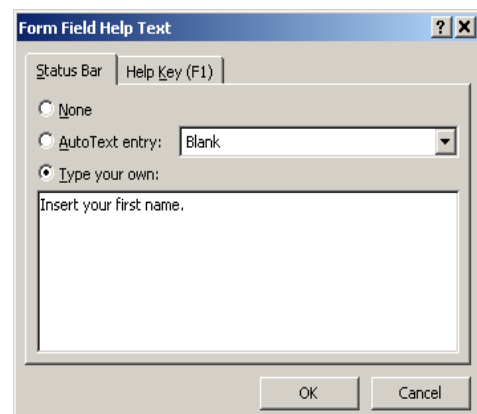 Form Field Help Text
Status Bar Help Key (F1)
None
AutoText entry: Blank
Type your own:
Insert your first name.
OK Cancel